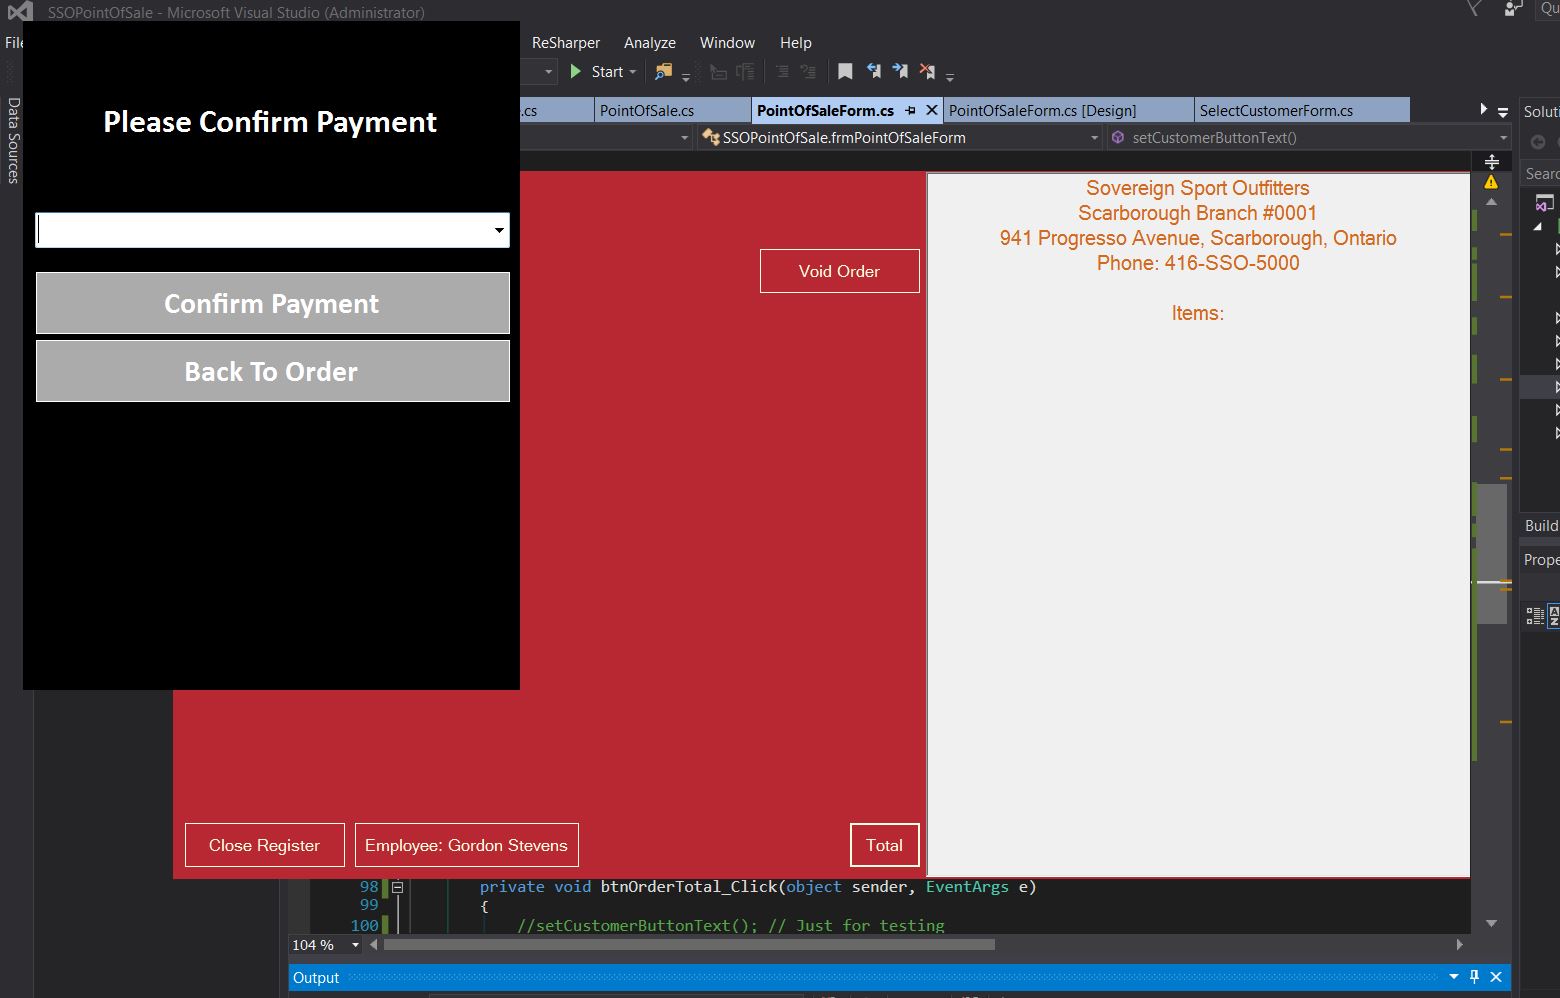 SSOPointOfSale - Microsoft Visual Studio (Administrator)
Qu
File
ReSharper Analyze Window Help
Start
Data Sources
.cs
PointOfSale.cs
PointOfSaleForm.cs
PointOfSaleForm.cs [Design]
SelectCustomerForm.cs
SSOPointOfSale.frmPointOfSaleForm
setCustomerButtonText()
Soluti
Searc
Please Confirm Payment
Confirm Payment
Back To Order
Void Order
Sovereign Sport Outfitters
Scarborough Branch #0001
941 Progresso Avenue, Scarborough, Ontario
Phone: 416-SSO-5000
Items:
Build
Prope
Close Register
Employee: Gordon Stevens
Total
98 private void btnOrderTotal_Click(object sender, EventArgs e)
99 {
100 //setCustomerButtonText(); // Just for testing
104 %
Output